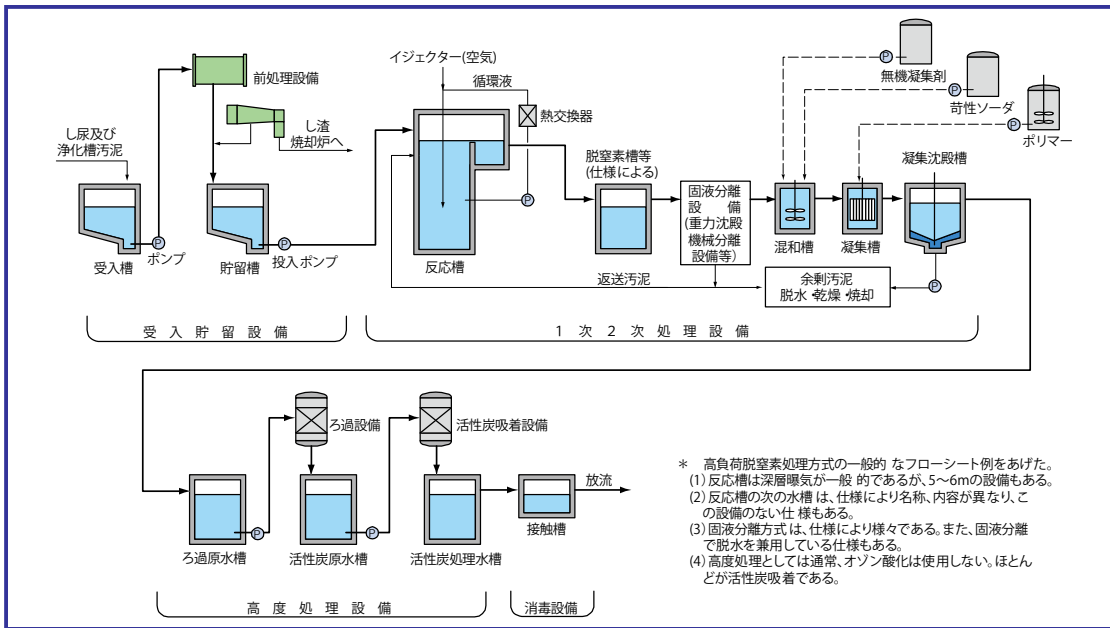 イジェクター(空気)
循環液
熱交換器
前処理設備
し渣
焼却炉へ
し尿及び
浄化槽汚泥
P
P
ポンプ
投入ポンプ
受入槽
貯留槽
反応槽
P
脱窒素槽等
(仕様による)
固液分離
設備
(重力沈殿
機械分離
設備等)
P
無機凝集剤
P
苛性ソーダ
P
ポリマー
凝集沈殿槽
混和槽
凝集槽
P
返送汚泥
余剰汚泥
脱水・乾燥・焼却
受入貯留設備
1次2次処理設備
ろ過設備
活性炭吸着設備
P
P
放流
ろ過原水槽
活性炭原水槽
活性炭処理水槽
接触槽
高度処理設備
消毒設備
* 高負荷脱窒素処理方式の一般的 なフローシート例をあげた。
(1)反応槽は深層曝気が一般 的であるが、5〜6mの設備もある。
(2)反応槽の次の水槽 は、仕様により名称、内容が異なり、こ
の設備のない仕 様もある。
(3)固液分離方式 は、仕様により様々である。また、固液分離
で脱水を兼用している仕様もある。
(4)高度処理としては通常、オゾン酸化は使用しない。ほとん
どが活性炭吸着である。